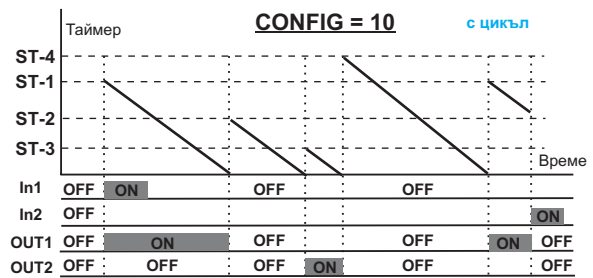 Таймер
CONFIG = 10
с цикъл
ST-4
ST-1
ST-2
ST-3
Време
In1 OFF ON OFF OFF
In2 OFF ON
OUT1 OFF ON OFF OFF ON OFF
OUT2 OFF OFF OFF ON OFF OFF OFF